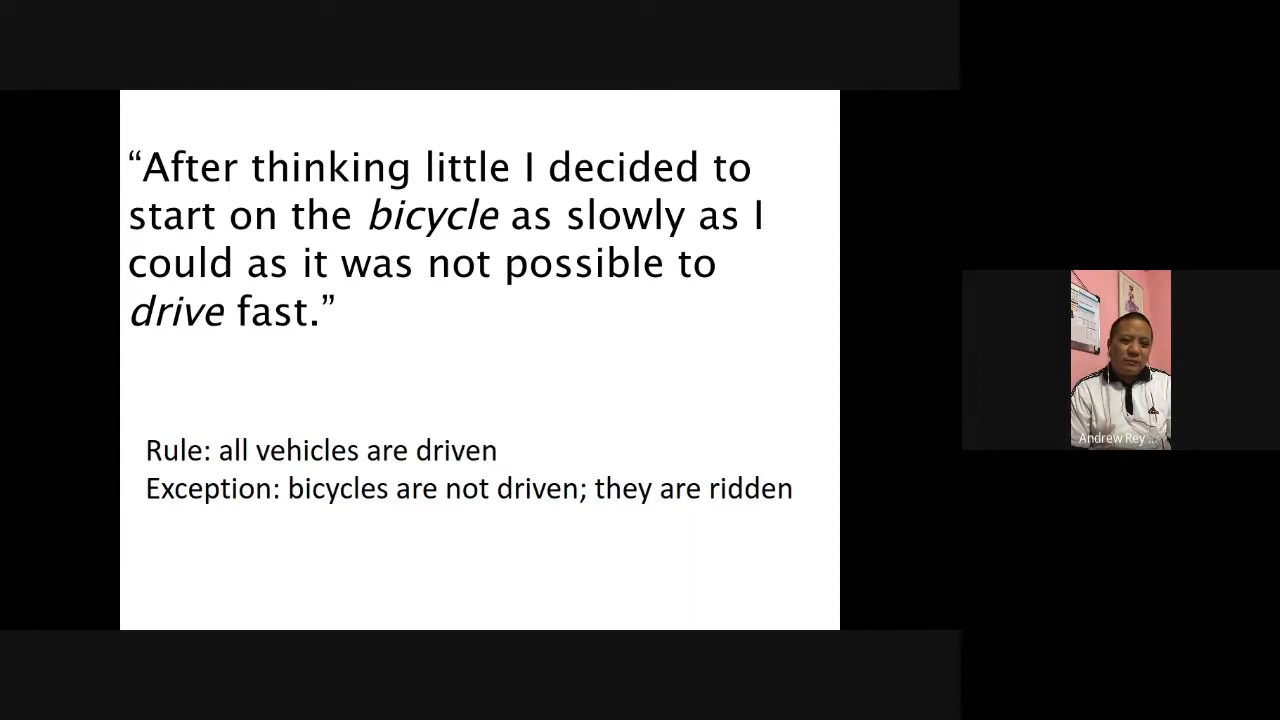 “After thinking little I decided to
start on the bicycle as slowly as I
could as it was not possible to
drive fast.”
Rule: all vehicles are driven
Exception: bicycles are not driven; they are ridden
Andrew Rey ...